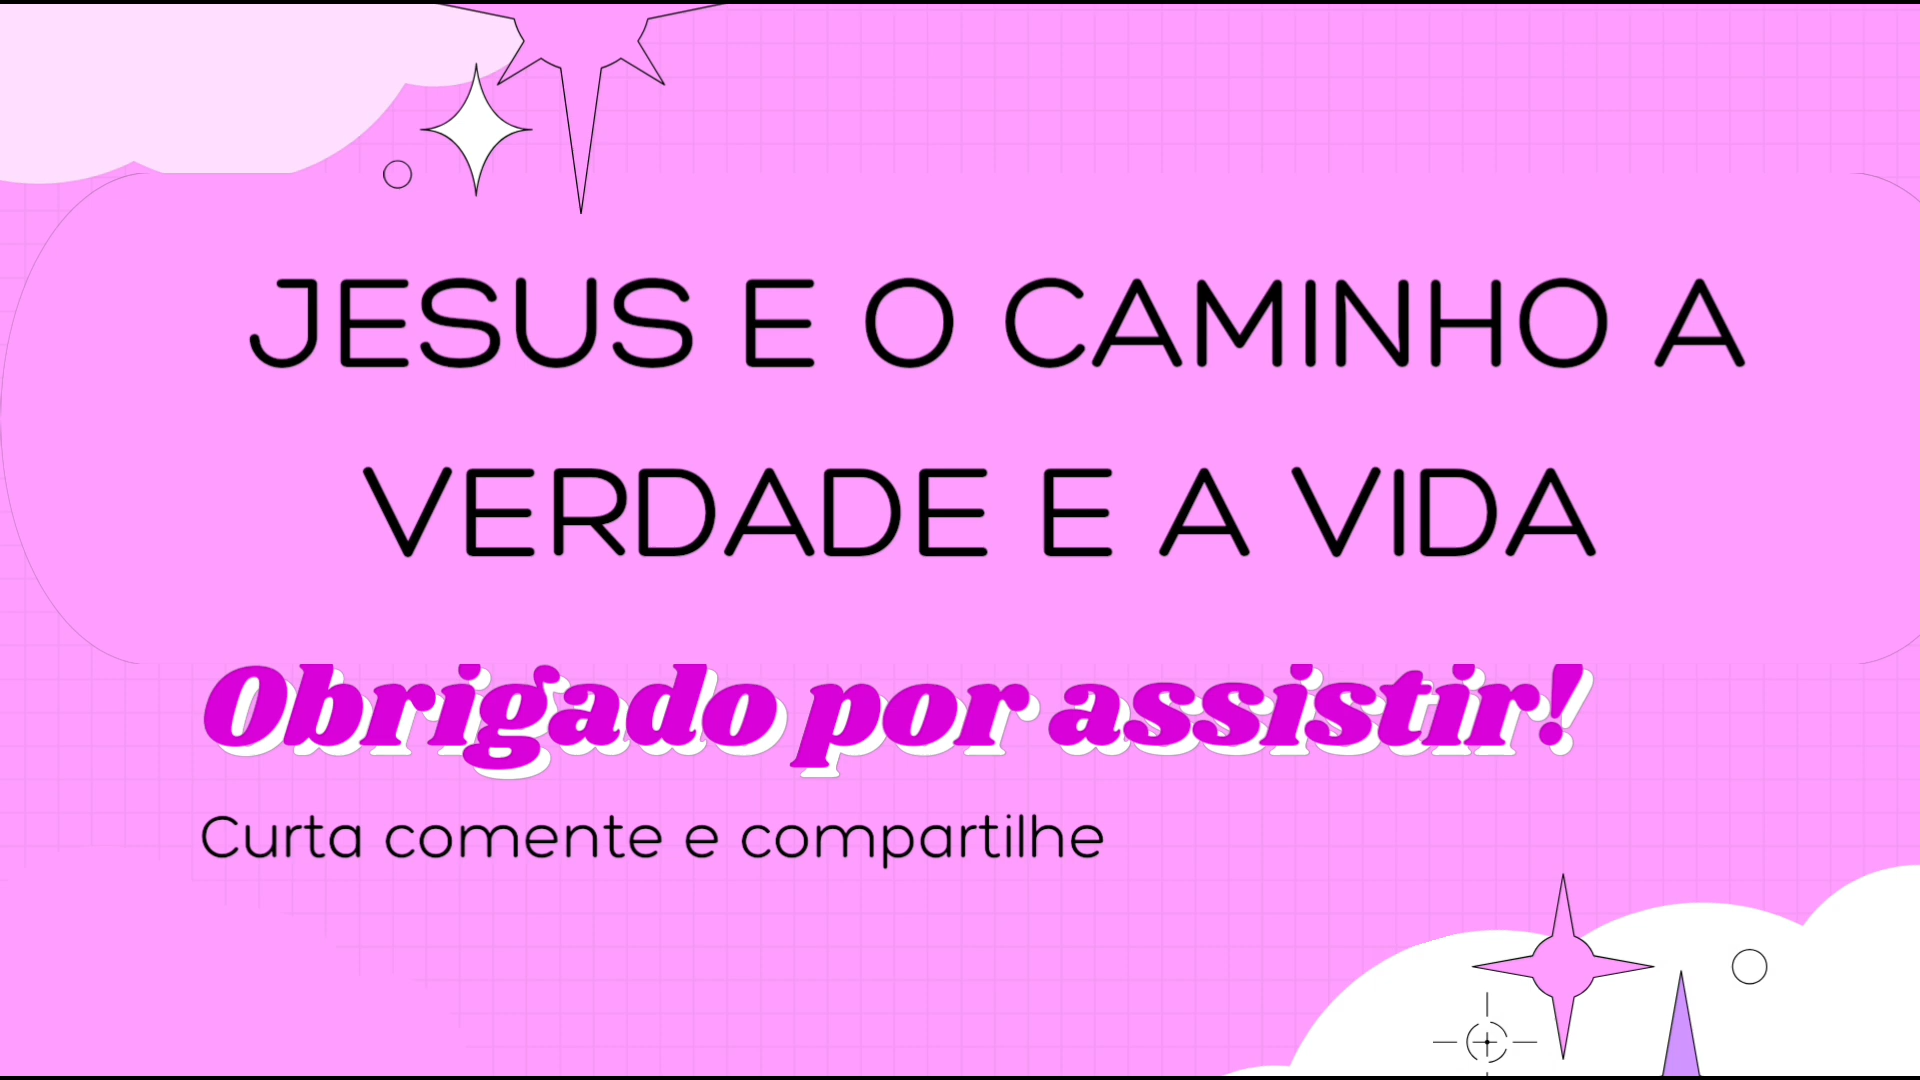 JESUS E O CAMINHO A
VERDADE E A VIDA
Obrigado por assistir!
Curta comente e compartilhe